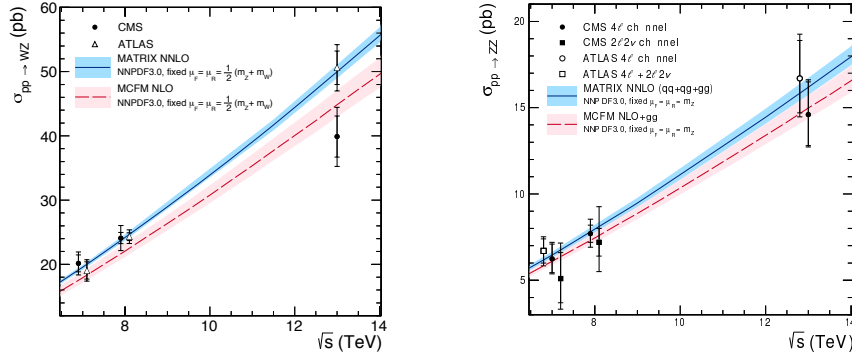 σpp → WZ (pb)
CMS
ATLAS
MATRIX NNLO
NNPDF3.0, fixed μF = μR = 1/2 (mZ + mW)
MCFM NLO
NNPDF3.0, fixed μF = μR = 1/2 (mZ + mW)
60
50
40
30
20
8 10 12 14
√s (TeV)
σpp → ZZ (pb)
CMS 4ℓ ch nnel
CMS 2ℓ2ν ch nnel
ATLAS 4ℓ ch nnel
ATLAS 4ℓ + 2ℓ2ν
MATRIX NNLO (qq+qg+gg)
NNPDF3.0, fixed μF = μR = mZ
MCFM NLO+gg
NNPDF3.0, fixed μF = μR = mZ
20
15
10
5
8 10 12 14
√s (TeV)